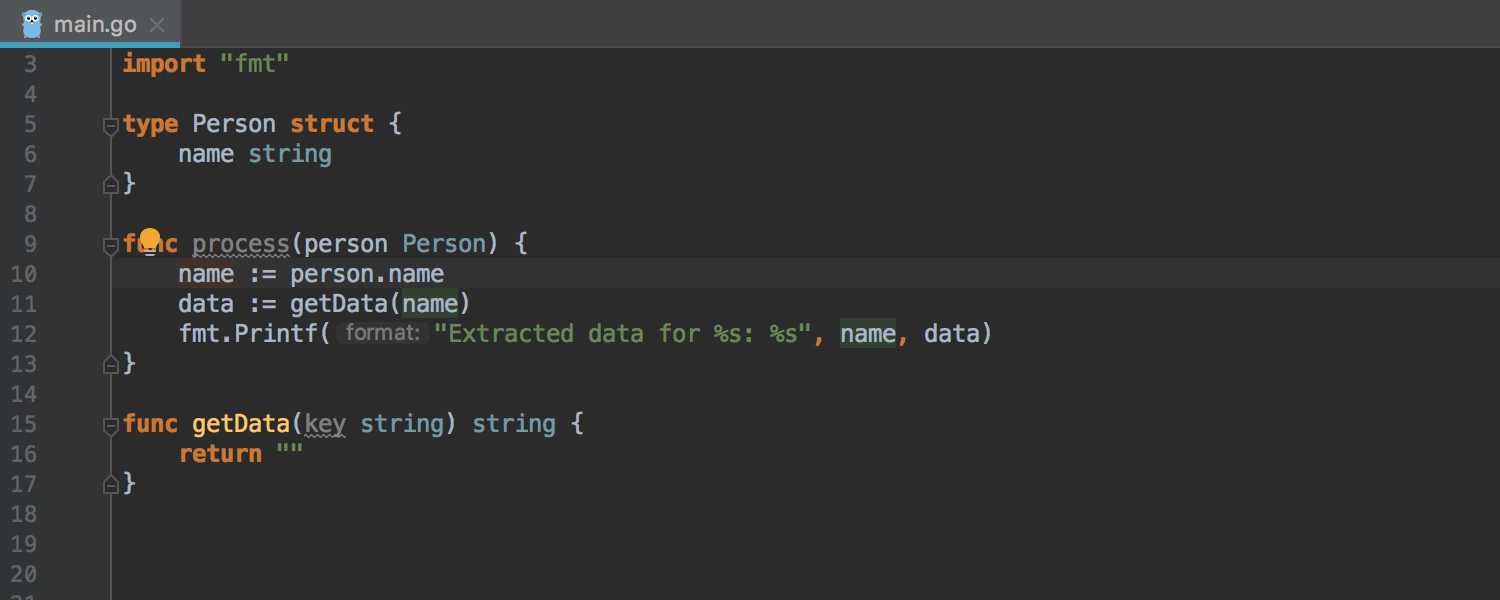 main.go
3 import "fmt"
4
5 type Person struct {
6     name string
7 }
8
9 func process(person Person) {
10     name := person.name
11     data := getData(name)
12     fmt.Printf( format: "Extracted data for %s: %s", name, data)
13 }
14
15 func getData(key string) string {
16     return ""
17 }
18
19
20